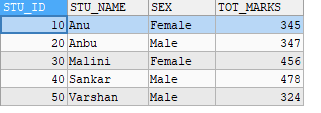 STU_ID STU_NAME SEX TOT_MARKS
10 Anu Female 345
20 Anbu Male 347
30 Malini Female 456
40 Sankar Male 478
50 Varshan Male 324